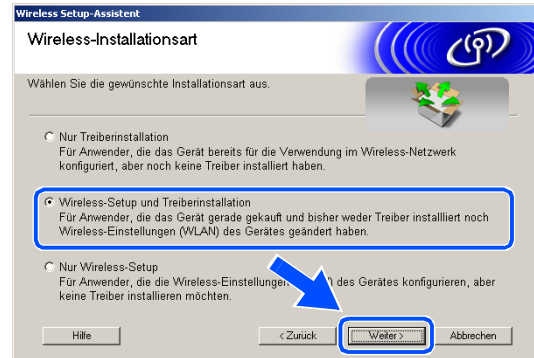 Wireless Setup-Assistent
Wireless-Installationsart
Wählen Sie die gewünschte Installationsart aus.
Nur Treiberinstallation
Für Anwender, die das Gerät bereits für die Verwendung im Wireless-Netzwerk
konfiguriert, aber noch keine Treiber installiert haben.
Wireless-Setup und Treiberinstallation
Für Anwender, die das Gerät gerade gekauft und bisher weder Treiber installliert noch
Wireless-Einstellungen (WLAN) des Gerätes geändert haben.
Nur Wireless-Setup
Für Anwender, die die Wireless-Einstellungen des Gerätes konfigurieren, aber
keine Treiber installieren möchten.
Hilfe
< Zurück
Weiter >
Abbrechen